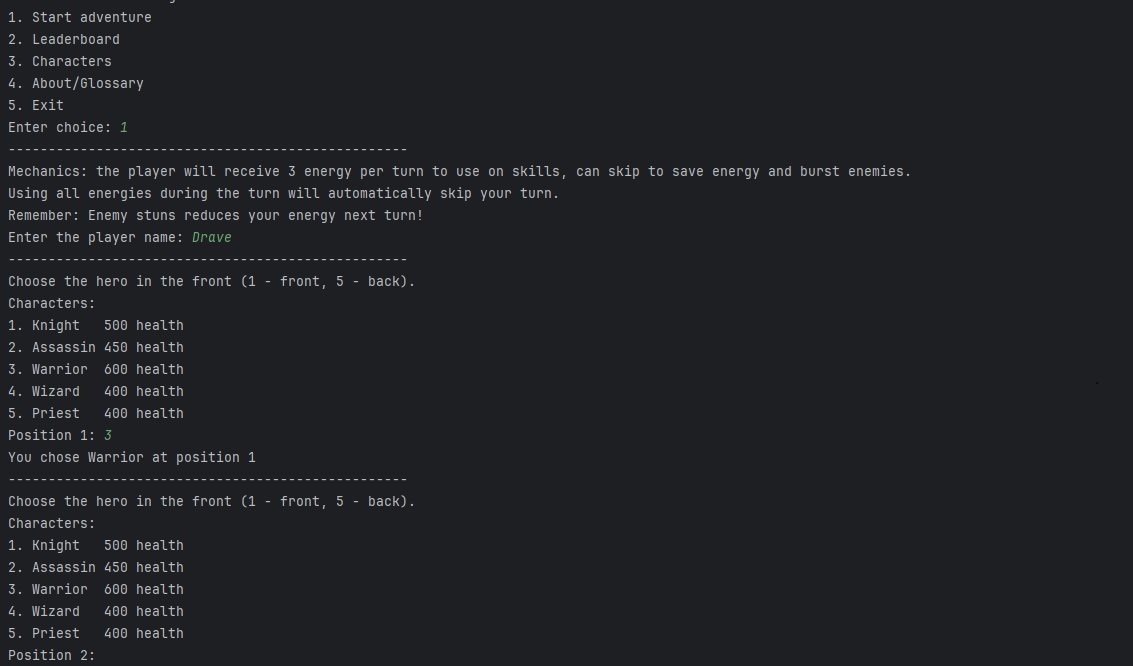 1. Start adventure
2. Leaderboard
3. Characters
4. About/Glossary
5. Exit
Enter choice: 1
--------------------------------------------------
Mechanics: the player will receive 3 energy per turn to use on skills, can skip to save energy and burst enemies.
Using all energies during the turn will automatically skip your turn.
Remember: Enemy stuns reduces your energy next turn!
Enter the player name: Drave
--------------------------------------------------
Choose the hero in the front (1 - front, 5 - back).
Characters:
1. Knight   500 health
2. Assassin 450 health
3. Warrior  600 health
4. Wizard   400 health
5. Priest   400 health
Position 1: 3
You chose Warrior at position 1
--------------------------------------------------
Choose the hero in the front (1 - front, 5 - back).
Characters:
1. Knight   500 health
2. Assassin 450 health
3. Warrior  600 health
4. Wizard   400 health
5. Priest   400 health
Position 2: